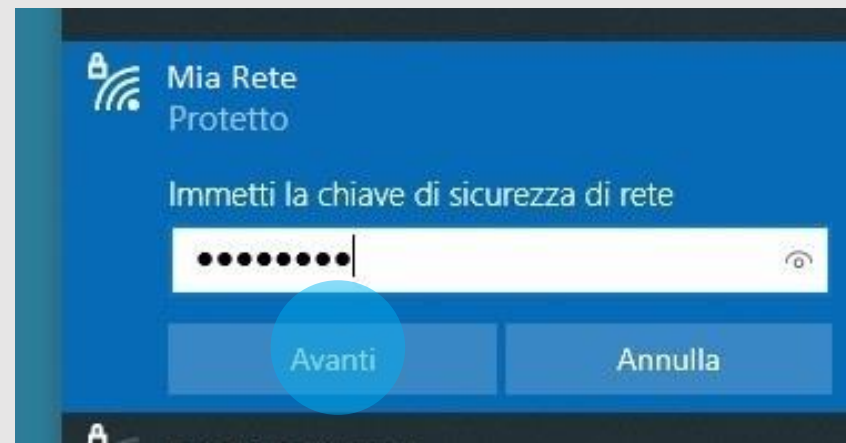 Mia Rete
Protetto
Immetti la chiave di sicurezza di rete
••••••••
Avanti
Annulla